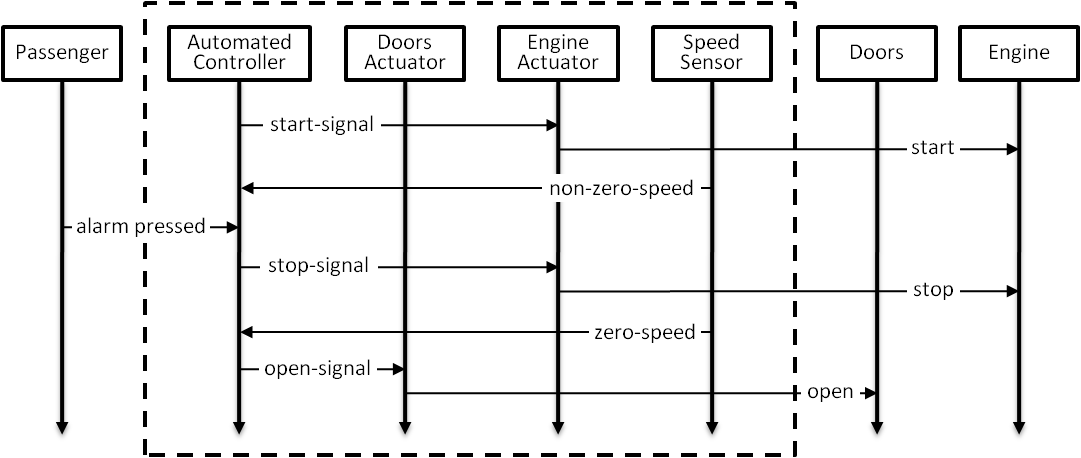 Passenger
Automated
Controller
Doors
Actuator
Engine
Actuator
Speed
Sensor
Doors
Engine
start-signal
start
non-zero-speed
alarm pressed
stop-signal
stop
zero-speed
open-signal
open